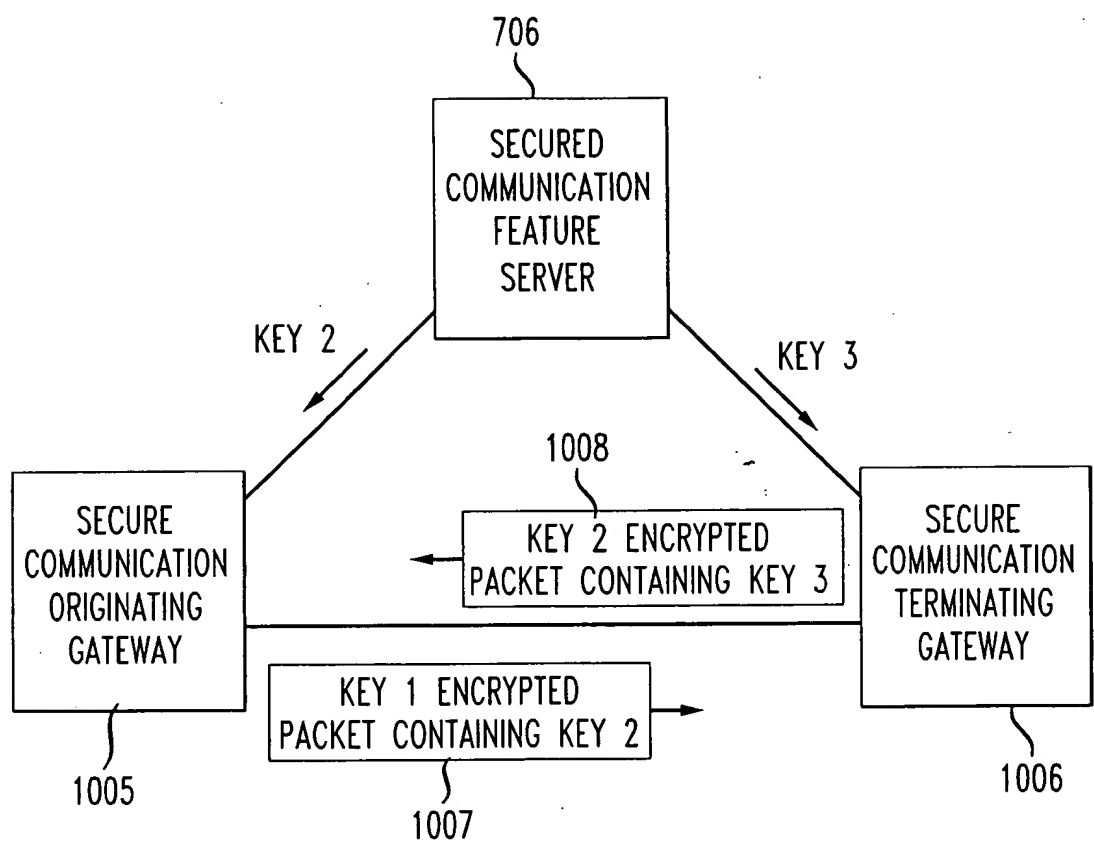 706
SECURED
COMMUNICATION
FEATURE
SERVER
KEY 2
KEY 3
1008
KEY 2 ENCRYPTED
PACKET CONTAINING KEY 3
SECURE
COMMUNICATION
ORIGINATING
GATEWAY
SECURE
COMMUNICATION
TERMINATING
GATEWAY
KEY 1 ENCRYPTED
PACKET CONTAINING KEY 2
1005
1007
1006